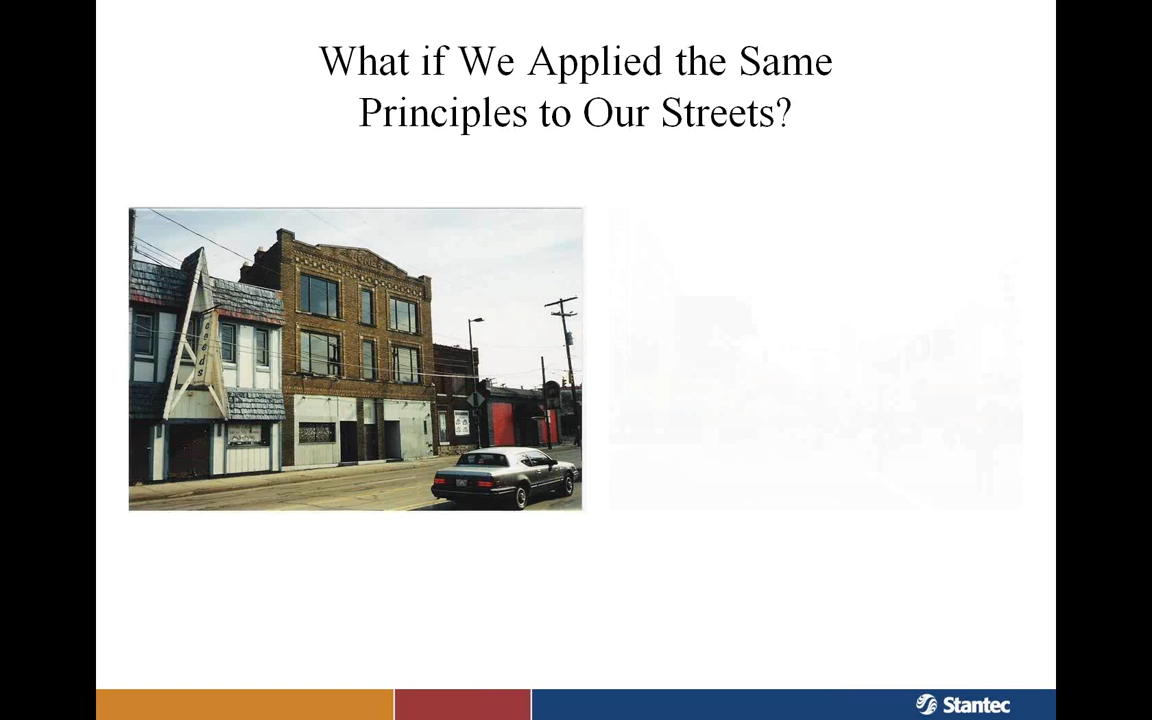 What if We Applied the Same
Principles to Our Streets?
Stantec